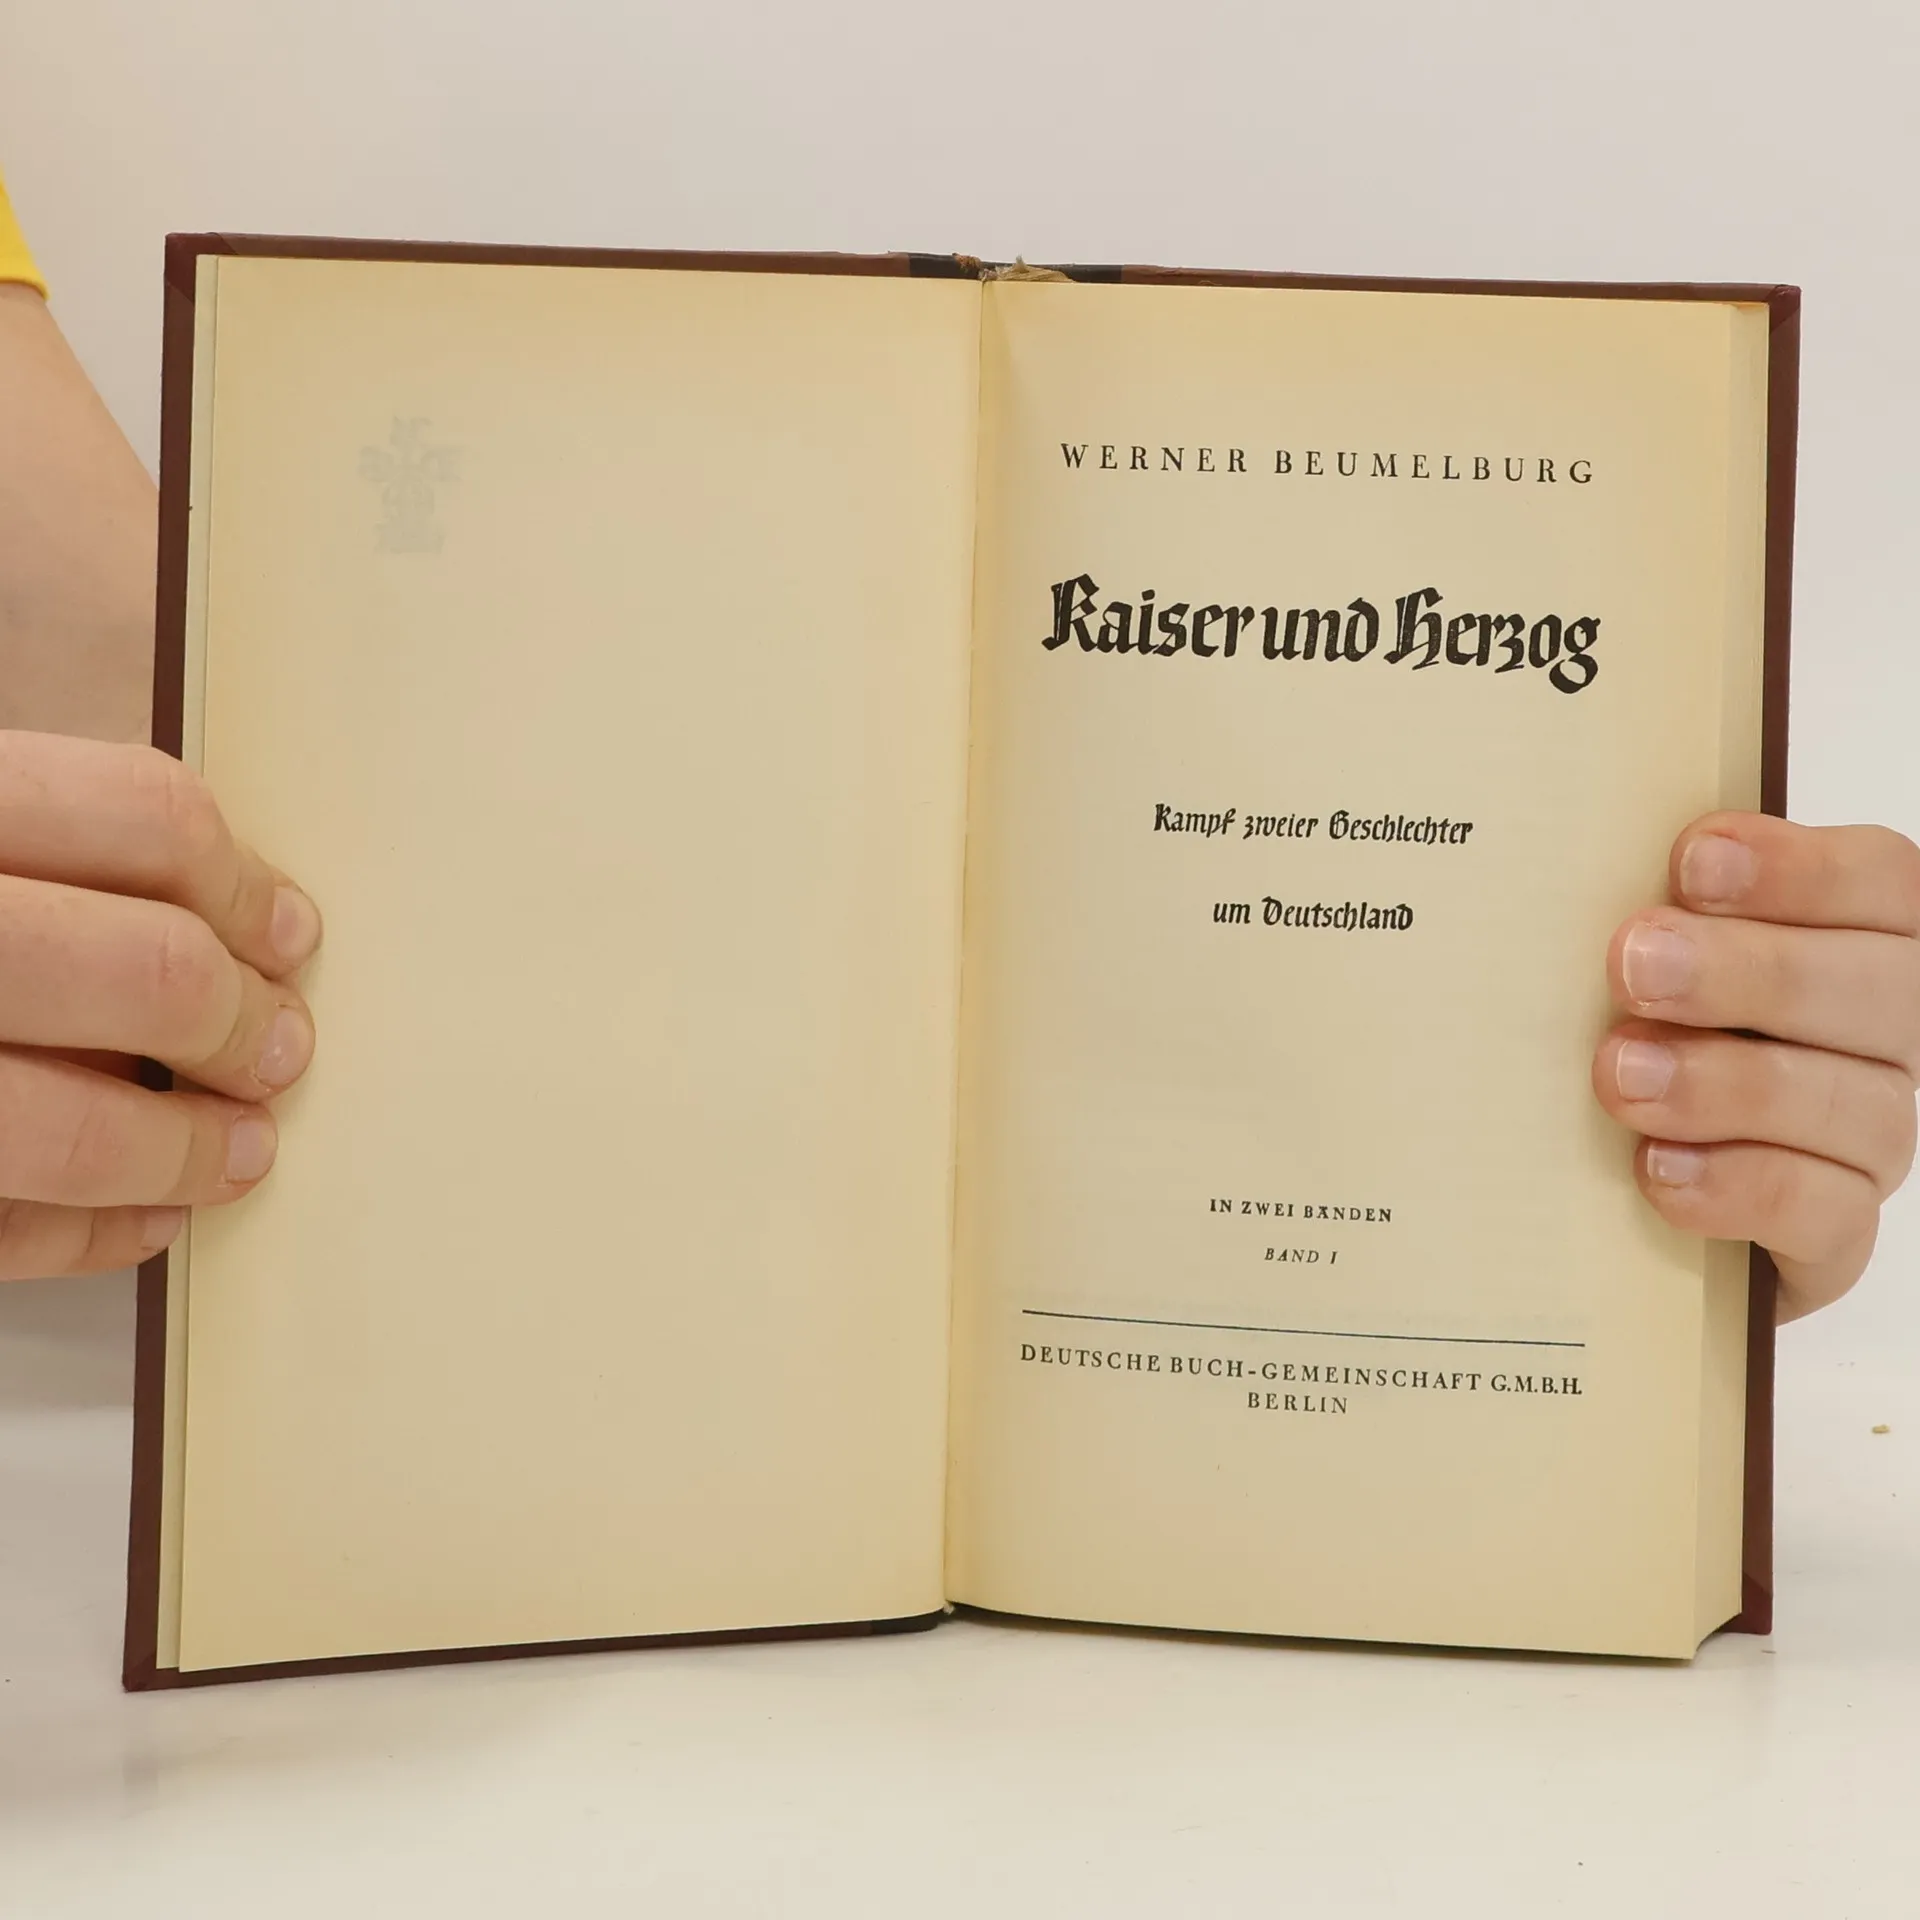 WERNER BEUMELBURG
Kaiser und Herzog
Kampf zweier Geschlechter
um Deutschland
IN ZWEI BÄNDEN
BAND I
DEUTSCHE BUCH-GEMEINSCHAFT G.M.B.H.
BERLIN